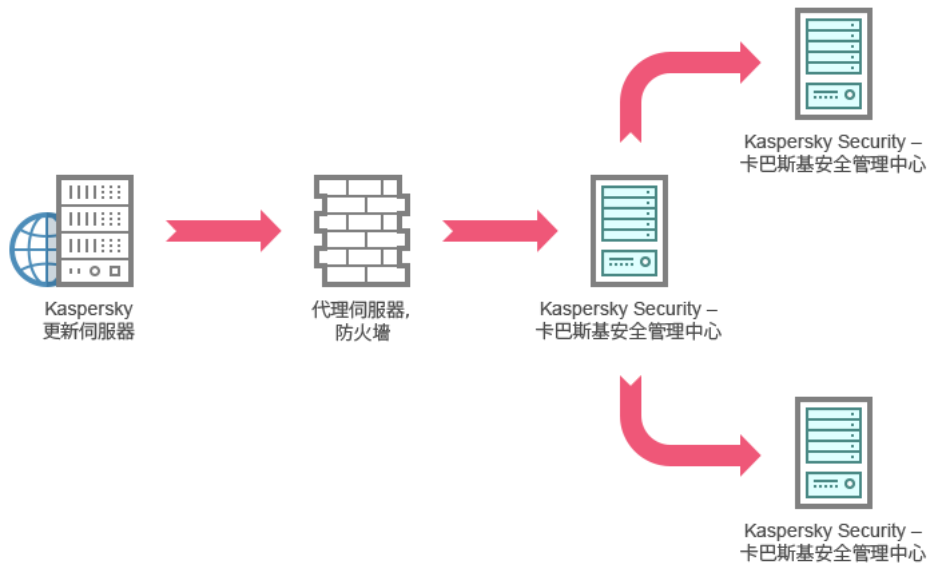 Kaspersky Security –
卡巴斯基安全管理中心
Kaspersky
更新伺服器
代理伺服器,
防火墻
Kaspersky Security –
卡巴斯基安全管理中心
Kaspersky Security –
卡巴斯基安全管理中心